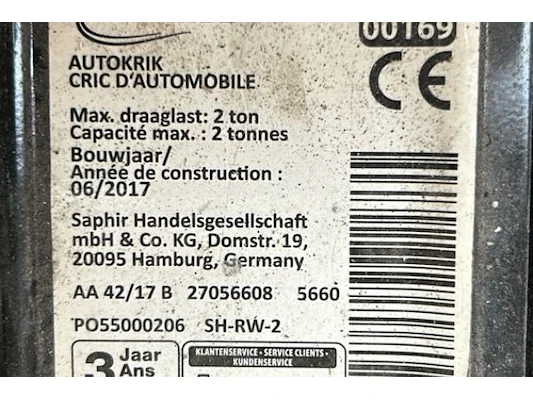 00169
AUTOKRIK
CRIC D'AUTOMOBILE
CE
Max. draaglast: 2 ton
Capacité max. : 2 tonnes
Bouwjaar/
Année de construction :
06/2017
Saphir Handelsgesellschaft
mbH & Co. KG, Domstr. 19,
20095 Hamburg, Germany
AA 42/17 B 27056608 5660
PO55000206 SH-RW-2
3 Jaar
Ans
KLANTENSERVICE • SERVICE CLIENTS •
KUNDENSERVICE